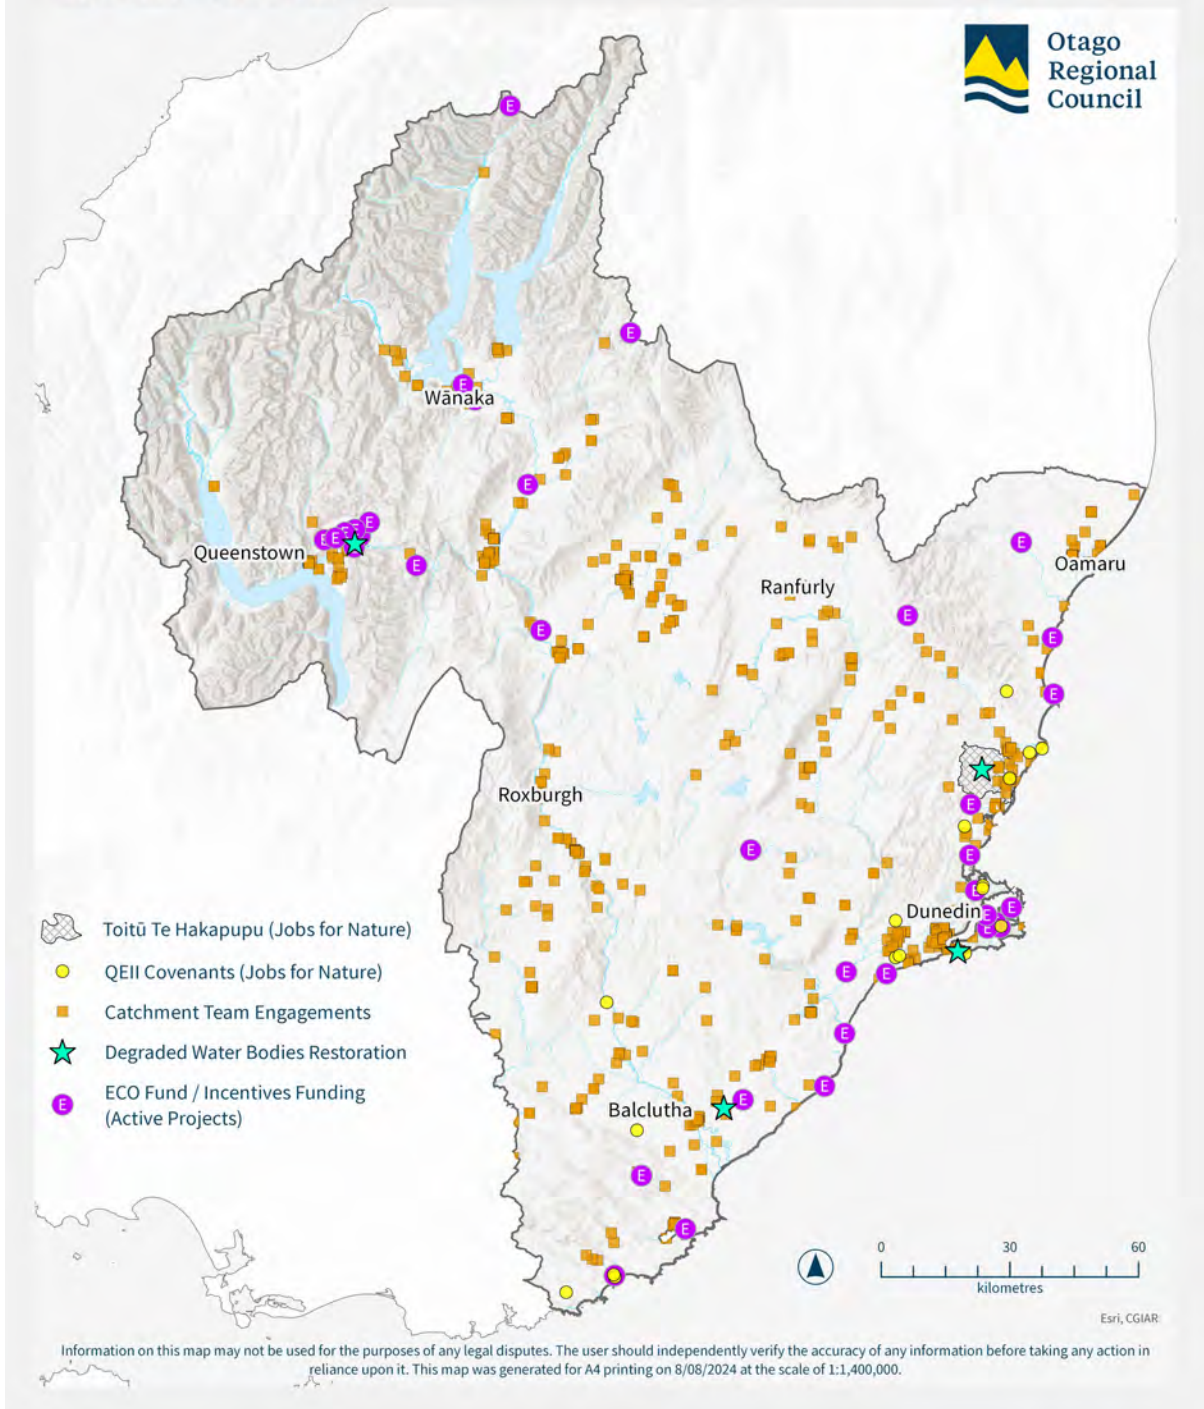 Otago
Regional
Council
Wānaka
Queenstown
Oamaru
Ranfurly
Roxburgh
Dunedin
Balclutha
Toitū Te Hakapupu (Jobs for Nature)
QEII Covenants (Jobs for Nature)
Catchment Team Engagements
Degraded Water Bodies Restoration
E
ECO Fund / Incentives Funding
(Active Projects)
0 30 60
kilometres
Esri, CGIAR
Information on this map may not be used for the purposes of any legal disputes. The user should independently verify the accuracy of any information before taking any action in
reliance upon it. This map was generated for A4 printing on 8/08/2024 at the scale of 1:1,400,000.